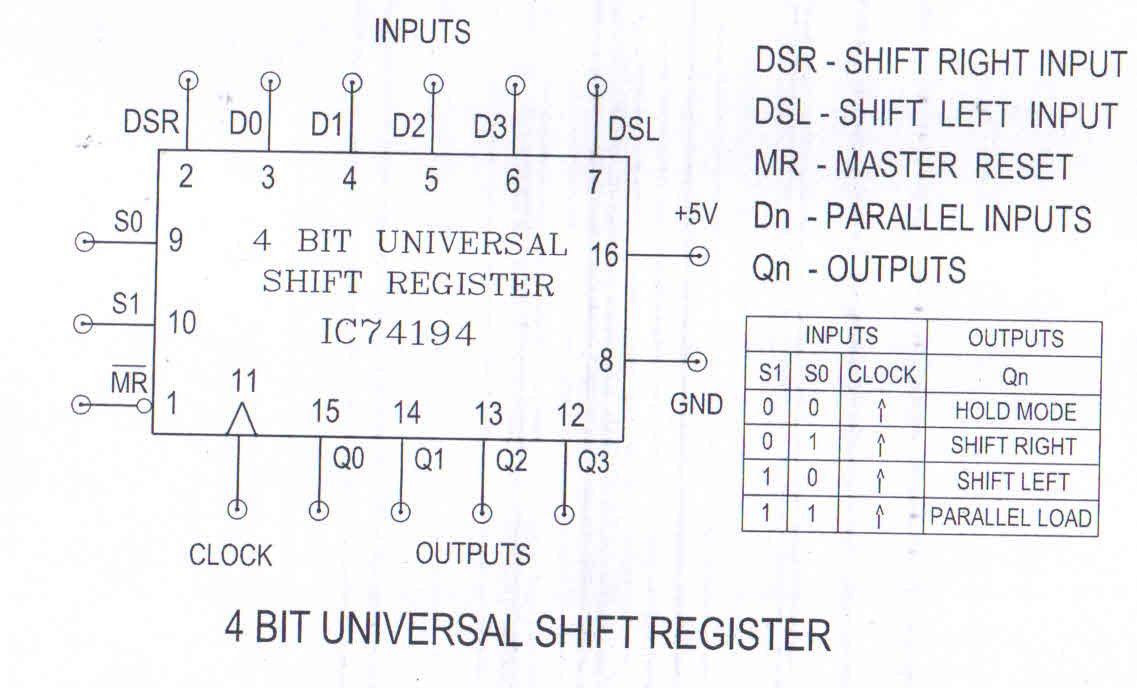 INPUTS
DSR D0 D1 D2 D3 DSL
2 3 4 5 6 7
S0 9
S1 10
MR 1
4 BIT UNIVERSAL
SHIFT REGISTER
IC74194
+5V
16
8
GND
11 15 14 13 12
Q0 Q1 Q2 Q3
CLOCK OUTPUTS
DSR - SHIFT RIGHT INPUT
DSL - SHIFT LEFT INPUT
MR - MASTER RESET
Dn - PARALLEL INPUTS
Qn - OUTPUTS
INPUTS OUTPUTS
S1 S0 CLOCK Qn
0 0 ↑ HOLD MODE
0 1 ↑ SHIFT RIGHT
1 0 ↑ SHIFT LEFT
1 1 ↑ PARALLEL LOAD
4 BIT UNIVERSAL SHIFT REGISTER